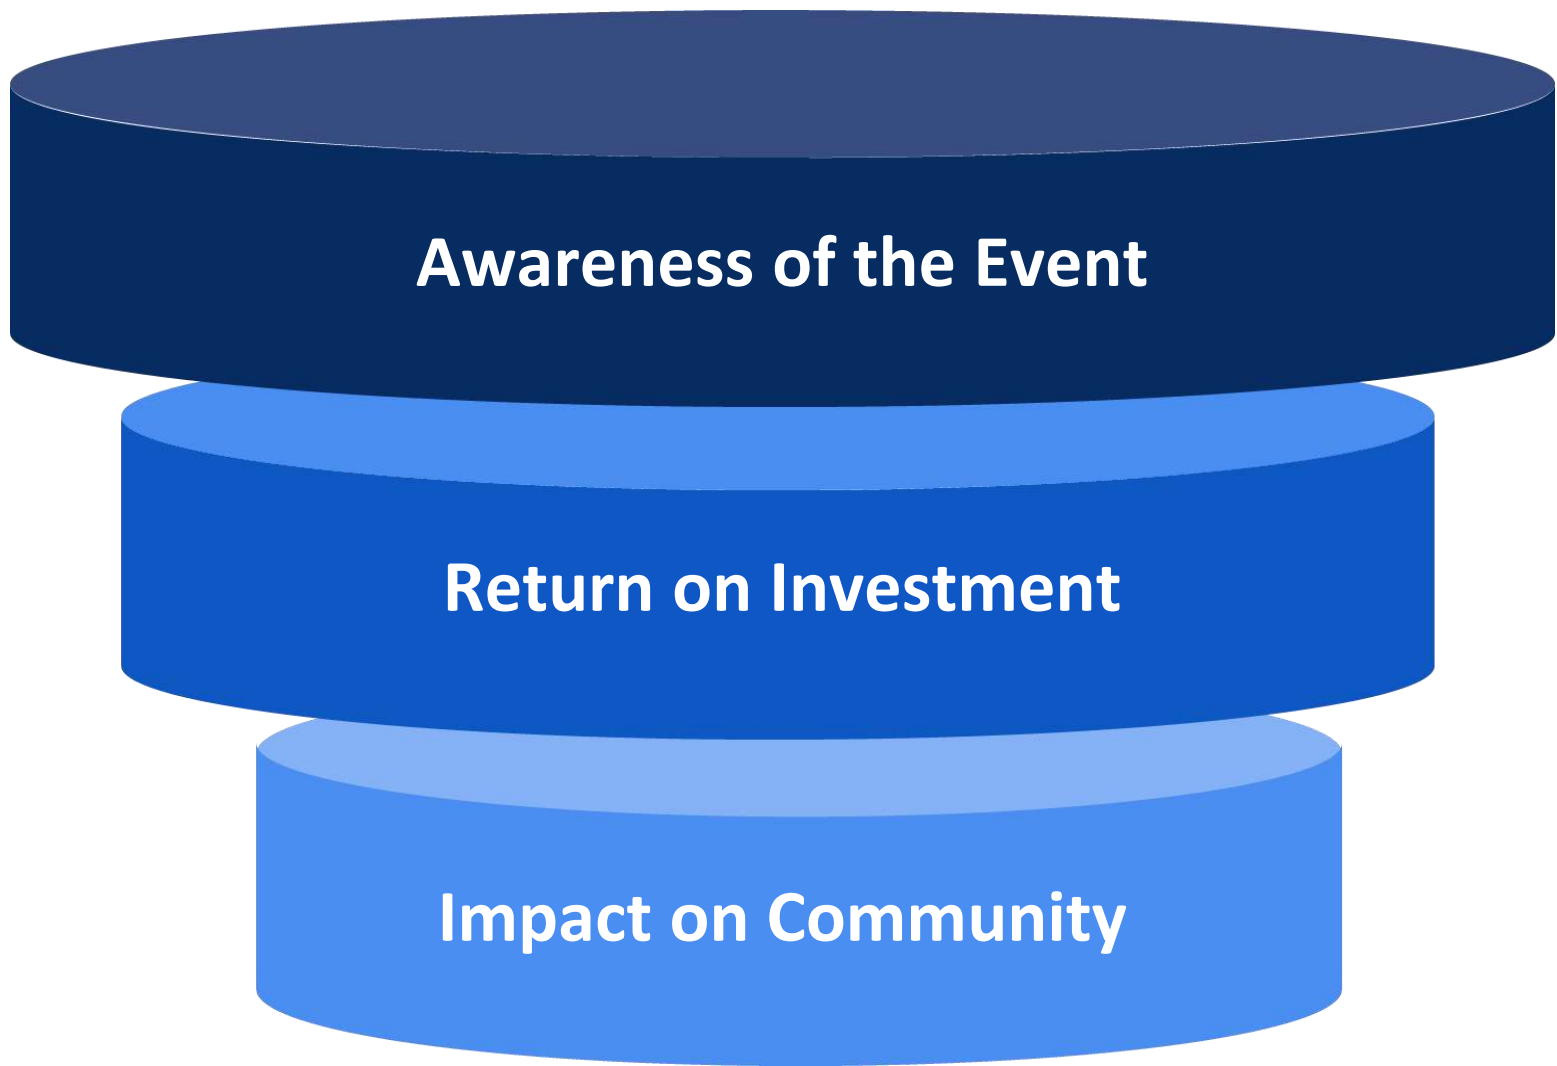 Awareness of the Event
Return on Investment
Impact on Community